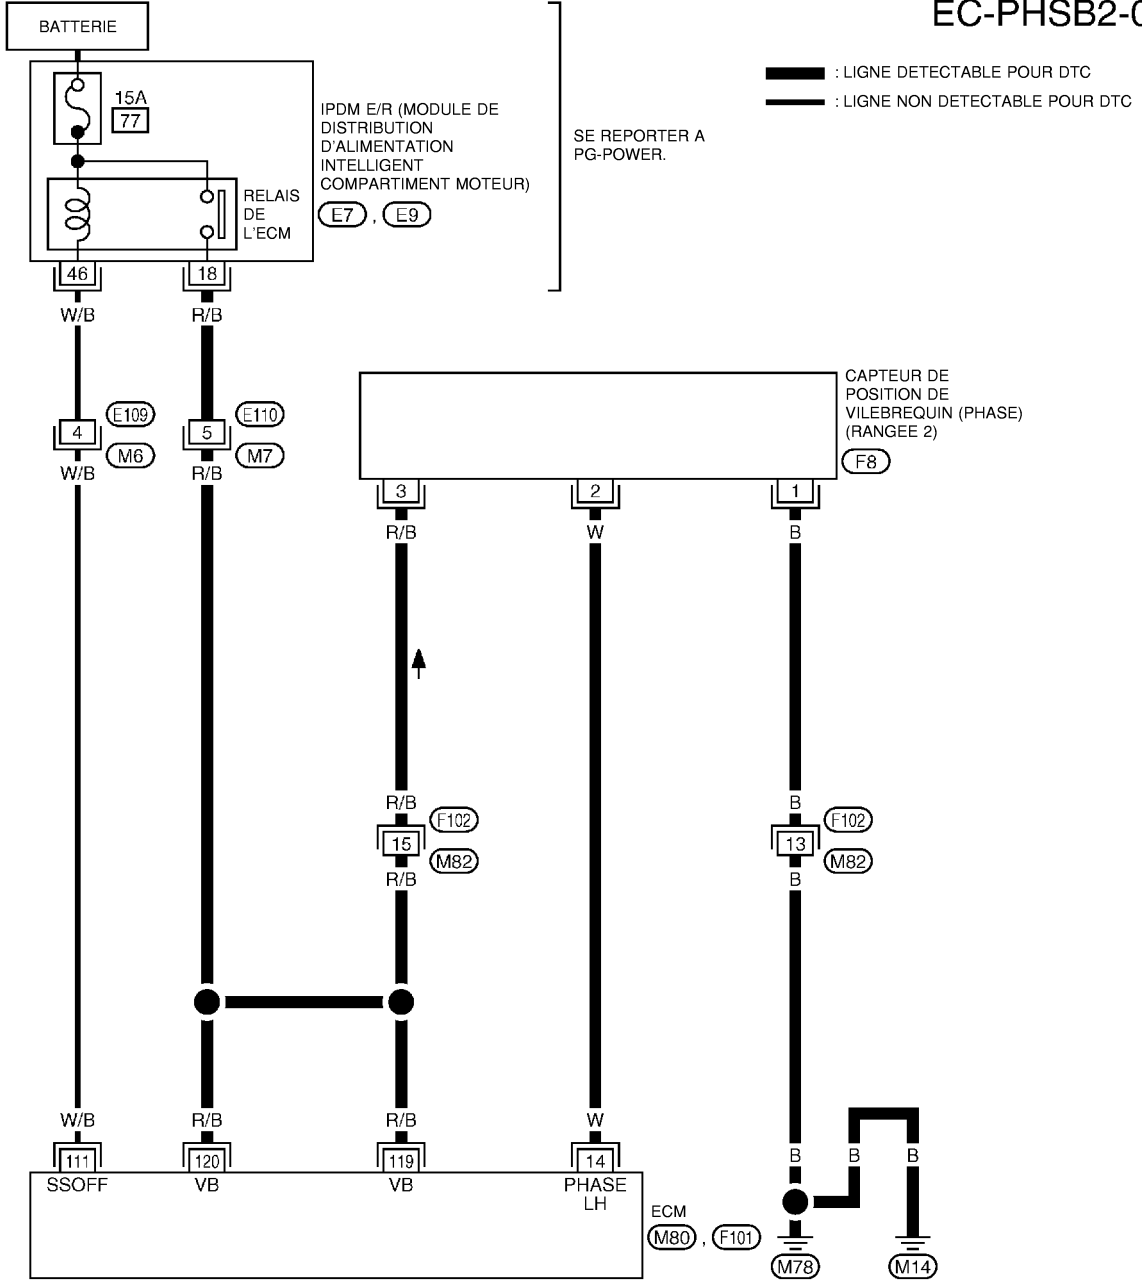 BATTERIE
EC-PHSB2-0
: LIGNE DETECTABLE POUR DTC
: LIGNE NON DETECTABLE POUR DTC
15A
77
IPDM E/R (MODULE DE
DISTRIBUTION
D'ALIMENTATION
INTELLIGENT
COMPARTIMENT MOTEUR)
E7 , E9
SE REPORTER A
PG-POWER.
RELAIS
DE
L'ECM
46
18
W/B
R/B
CAPTEUR DE
POSITION DE
VILEBREQUIN (PHASE)
(RANGEE 2)
F8
4
E109
M6
5
E110
M7
W/B
R/B
3
2
1
R/B
W
B
R/B
B
15
F102
M82
13
F102
M82
R/B
B
W/B
R/B
R/B
W
B
B
B
111
120
119
14
SSOFF
VB
VB
PHASE
LH
ECM
M80 , F101
M78
M14